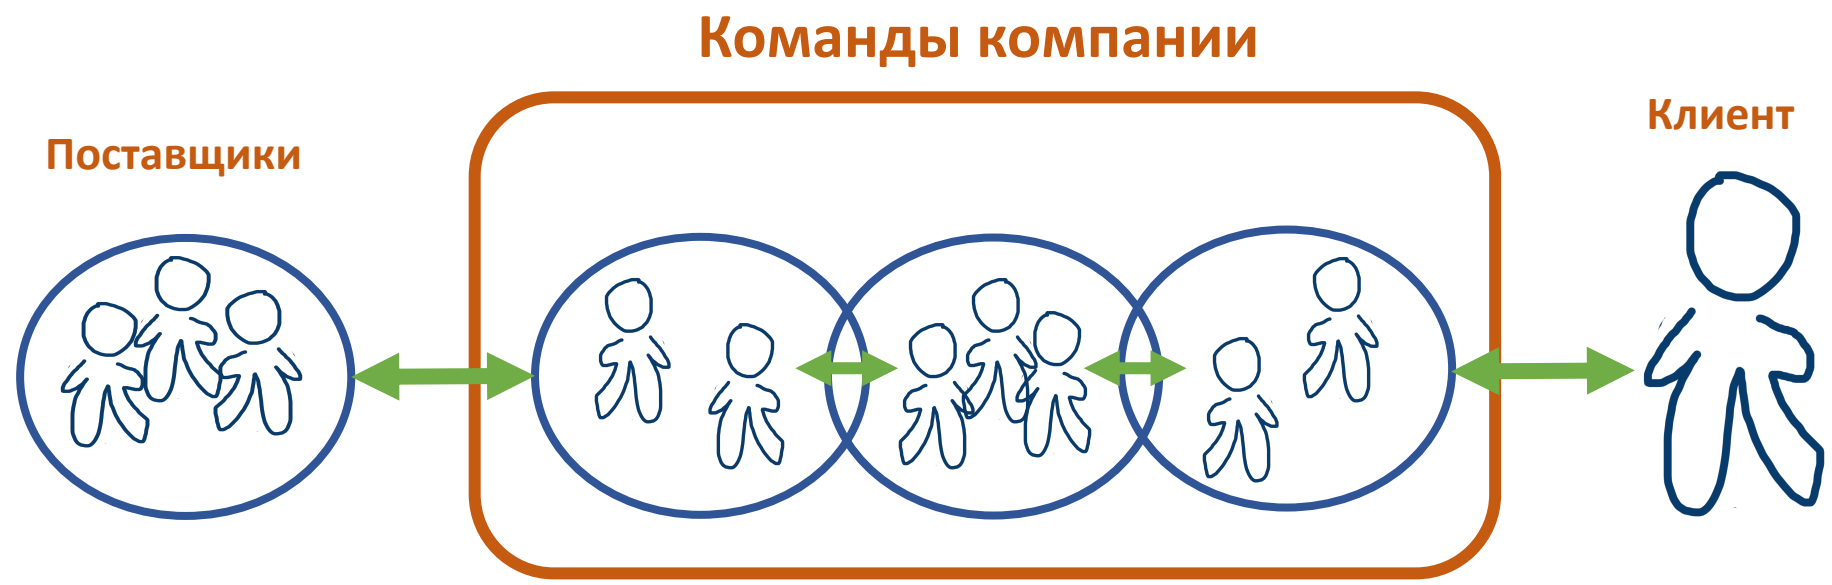 Команды компании
Поставщики
Клиент